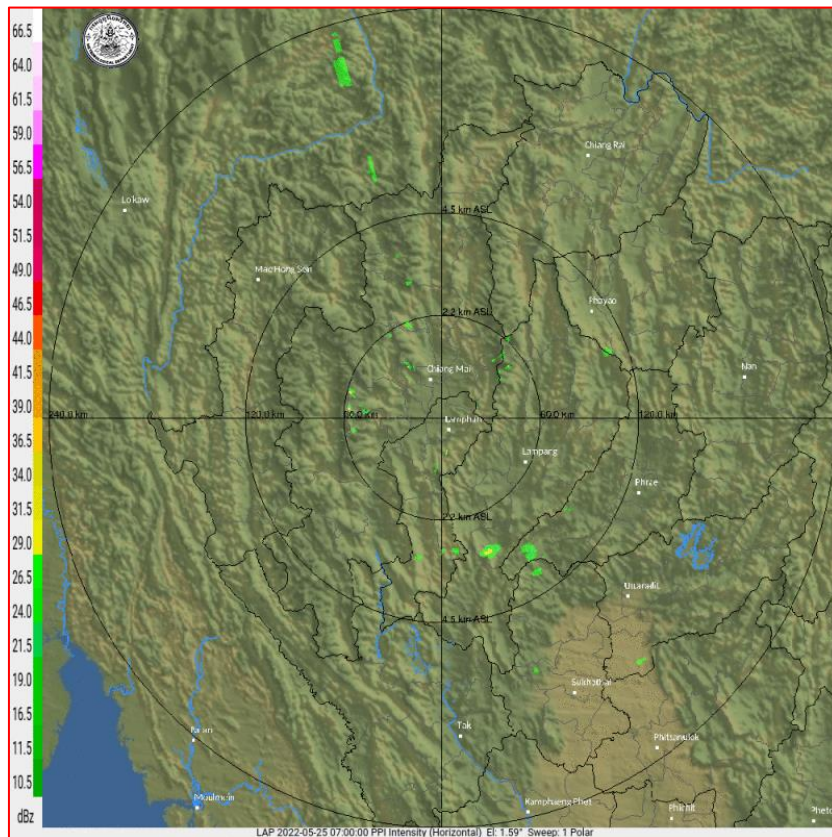 66.5
64.0
61.5
59.0
56.5
54.0
51.5
49.0
46.5
44.0
41.5
39.0
36.5
34.0
31.5
29.0
26.5
24.0
21.5
19.0
16.5
14.0
11.5
10.5
dBz
Chiang Rai
Loikaw
4.5 km ASL
Mae Hong Son
Phayao
2.2 km ASL
Nan
Chiang Mai
240.0 km
120.0 km
60.0 km
120.0 km
Lamphun
Lampang
Phrae
2.2 km ASL
Uttaradit
4.5 km ASL
Sukhothai
Tak
Phitsanulok
Moulmein
Kamphaeng Phet
Phichit
LAP 2022-05-25 07:00:00 PPI Intensity (Horizontal) El: 1.59° Sweep: 1 Polar